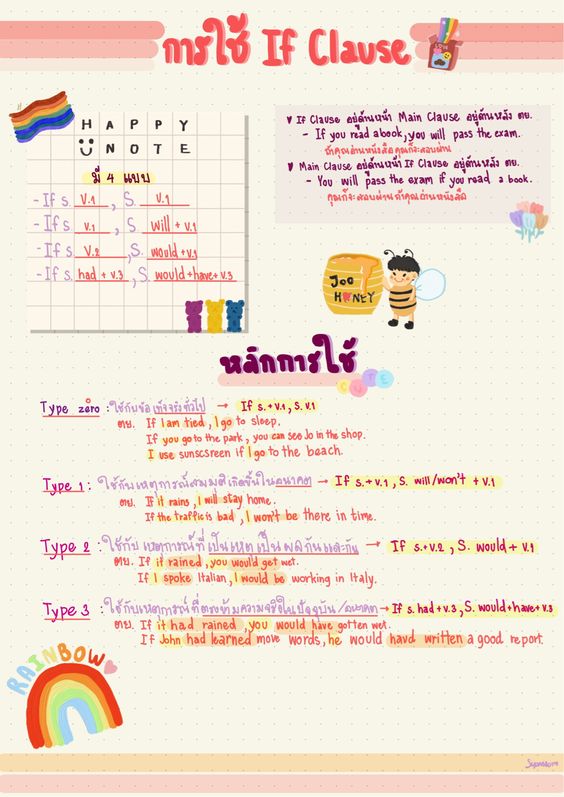 การใช้ If Clause
HAPPY
NOTE
มี 4 แบบ
- If s. v.1, S. v.1
- If s. v.1, S. will + v.1
- If s. v.2, S. would + v.1
- If s. had + v.3, S. would+have+v.3
♥ If Clause อยู่ด้านหน้า Main Clause อยู่ด้านหลัง ตย.
- If you read a book, you will pass the exam.
ถ้าคุณอ่านหนังสือ คุณก็จะสอบผ่าน
♥ Main Clause อยู่ด้านหน้า If Clause อยู่ด้านหลัง ตย.
- You will pass the exam if you read a book.
คุณก็จะสอบผ่าน ถ้าคุณอ่านหนังสือ
JOO
HONEY
หลักการใช้
CUTE
Type zero : ใช้กับข้อเท็จจริงทั่วไป → If s.+v.1, s. v.1
ตย. If I am tied, I go to sleep.
If you go to the park, you can see Jo in the shop.
I use sunscsreen if I go to the beach.
Type 1 : ใช้กับเหตุการณ์สมมติเกิดขึ้นในอนาคต → If s.+v.1, S. will/won't + v.1
ตย. If it rains, I will stay home.
If the traffic is bad, I won't be there in time.
Type 2 : ใช้กับ เหตุการณ์ที่ เป็นเหตุ เป็นผลกัน → If s.+v.2, S. would + v.1
ตย. If it rained, you would get wet.
If I spoke Italian, I would be working in Italy.
Type 3 : ใช้กับเหตุการณ์ที่ตรงข้ามความจริงในปัจจุบัน/อนาคต → If s. had + v.3, S. would+have+v.3
ตย. If it had rained, you would have gotten wet.
If John had learned move words, he would havd written a good report.
RAINBOW